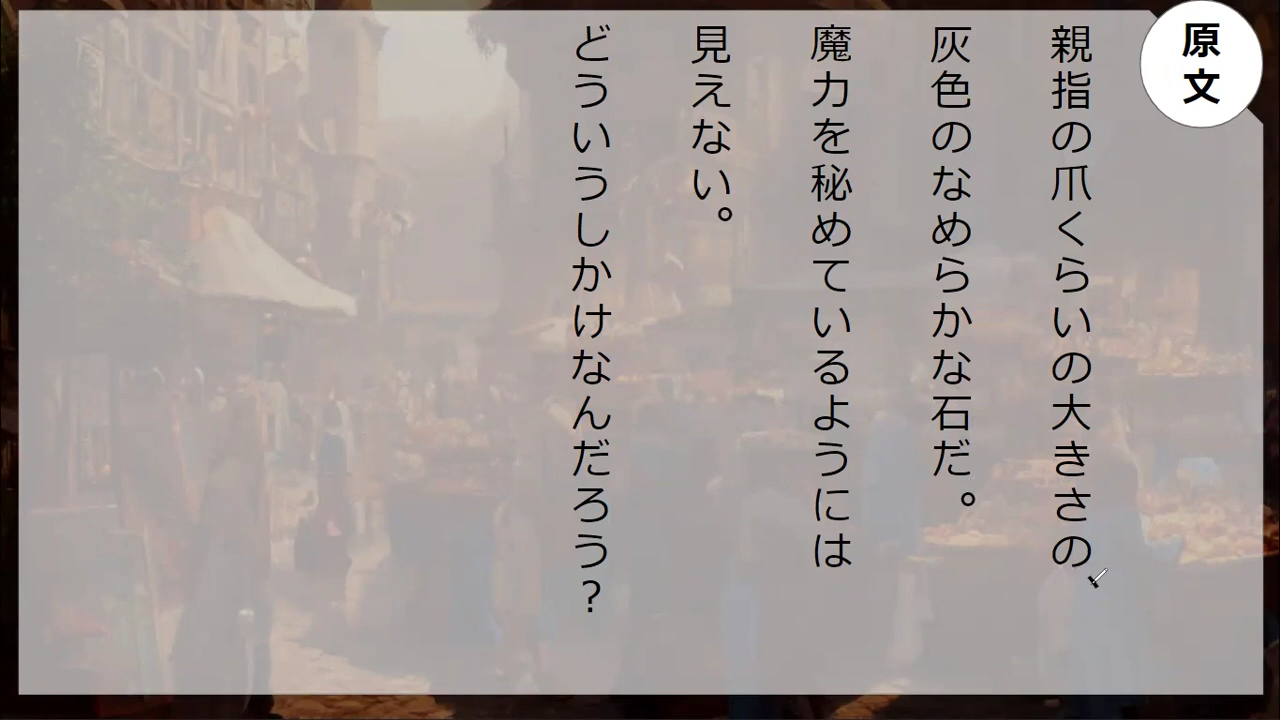 原文
親指の爪くらいの大きさの
灰色のなめらかな石だ。
魔力を秘めているようには
見えない。
どういうしかけなんだろう？